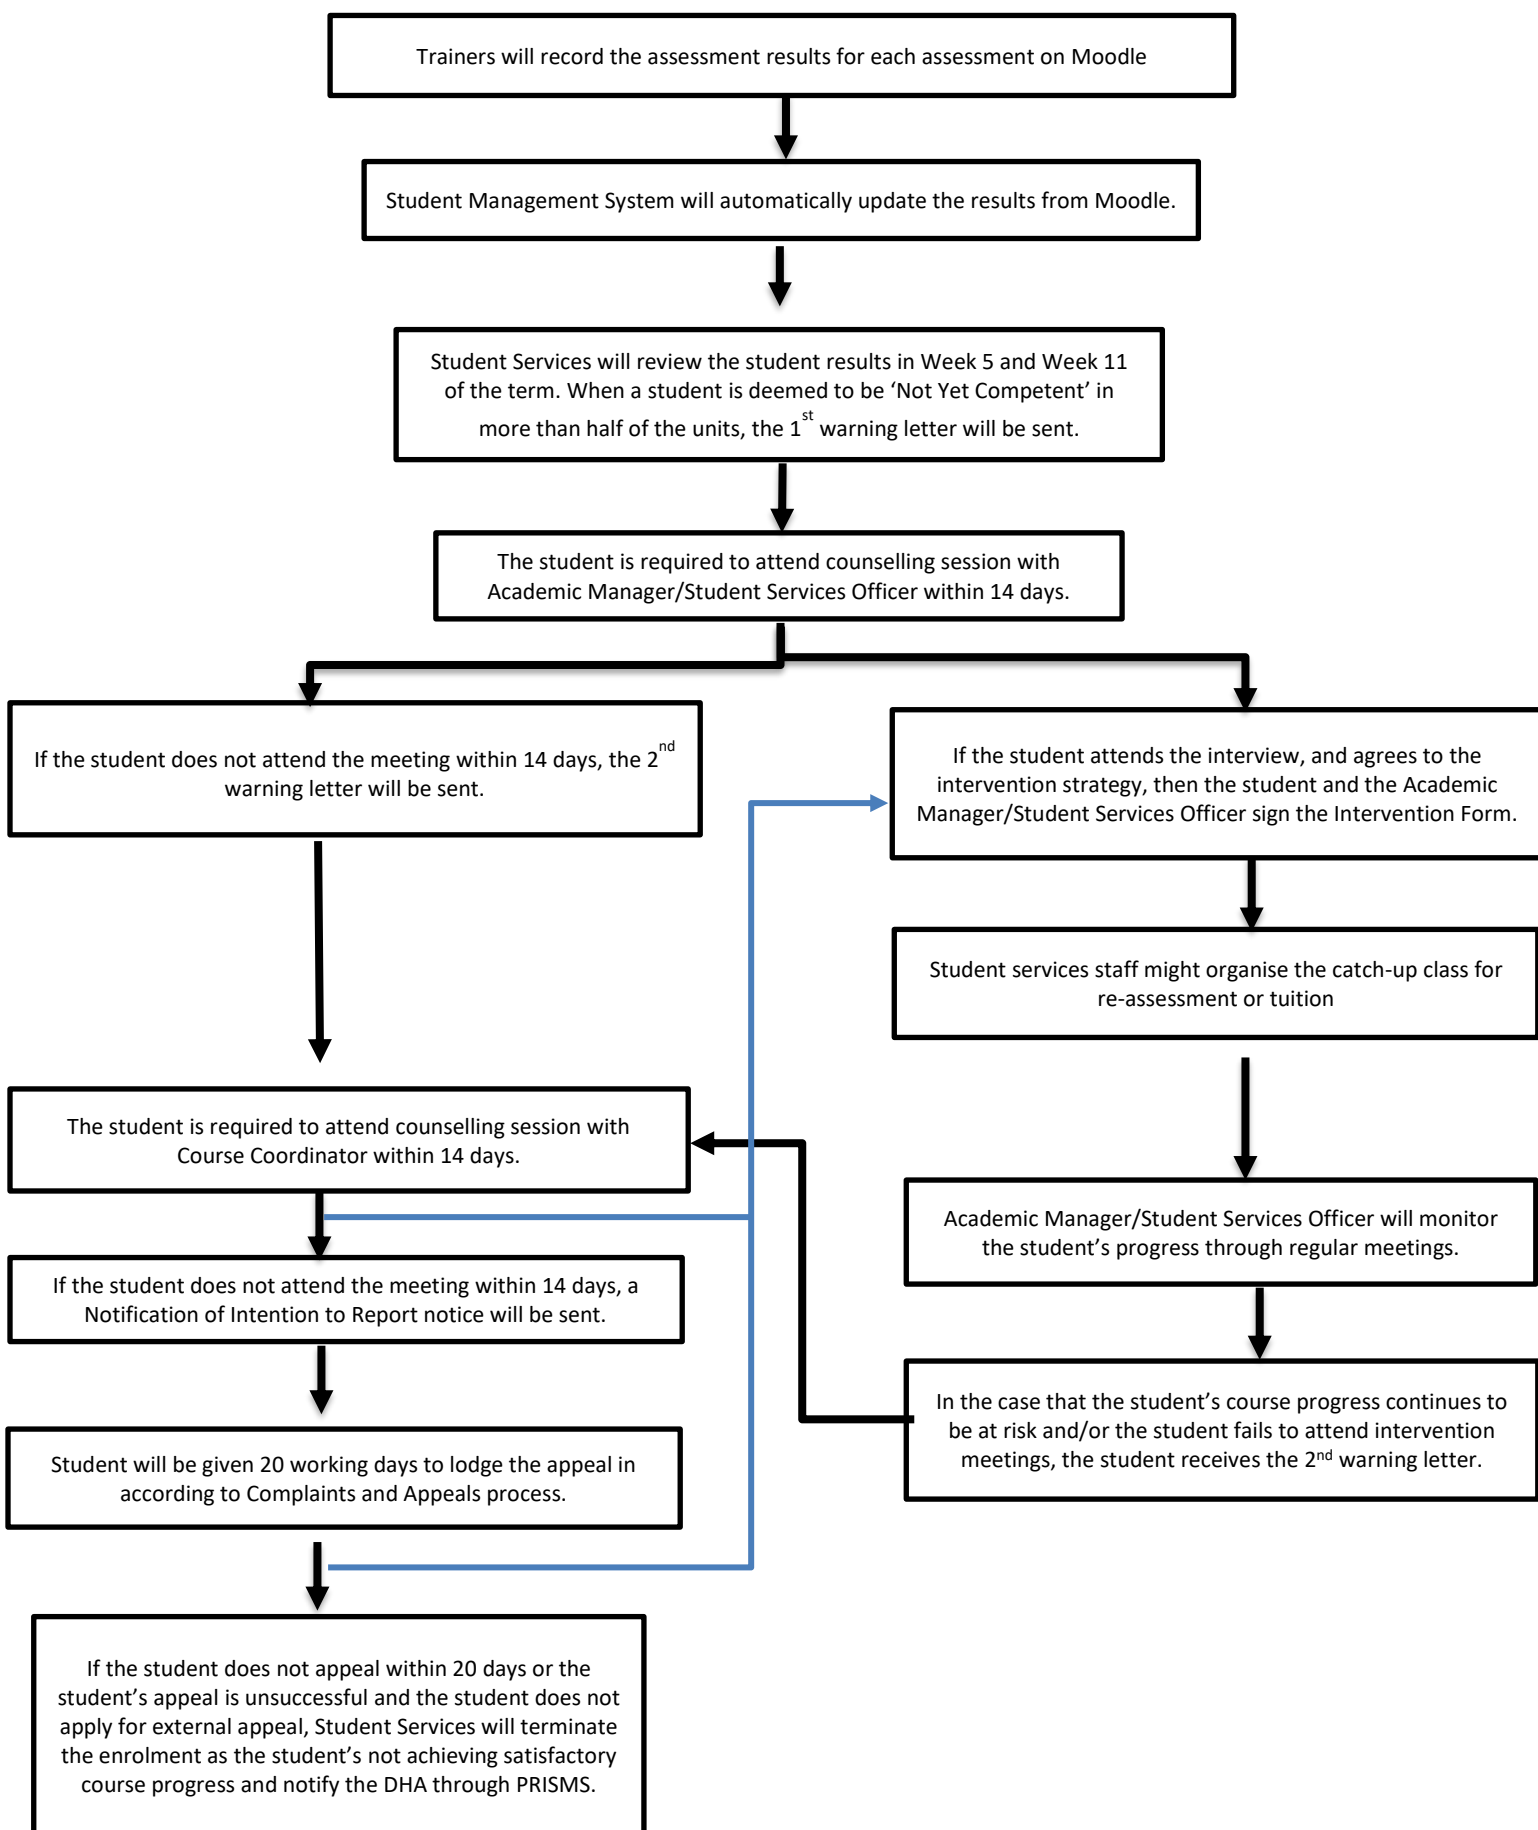 Trainers will record the assessment results for each assessment on Moodle
Student Management System will automatically update the results from Moodle.
Student Services will review the student results in Week 5 and Week 11
of the term. When a student is deemed to be ‘Not Yet Competent’ in
more than half of the units, the 1st warning letter will be sent.
The student is required to attend counselling session with
Academic Manager/Student Services Officer within 14 days.
If the student does not attend the meeting within 14 days, the 2nd
warning letter will be sent.
If the student attends the interview, and agrees to the
intervention strategy, then the student and the Academic
Manager/Student Services Officer sign the Intervention Form.
Student services staff might organise the catch-up class for
re-assessment or tuition
The student is required to attend counselling session with
Course Coordinator within 14 days.
Academic Manager/Student Services Officer will monitor
the student’s progress through regular meetings.
If the student does not attend the meeting within 14 days, a
Notification of Intention to Report notice will be sent.
In the case that the student’s course progress continues to
be at risk and/or the student fails to attend intervention
meetings, the student receives the 2nd warning letter.
Student will be given 20 working days to lodge the appeal in
according to Complaints and Appeals process.
If the student does not appeal within 20 days or the
student’s appeal is unsuccessful and the student does not
apply for external appeal, Student Services will terminate
the enrolment as the student’s not achieving satisfactory
course progress and notify the DHA through PRISMS.